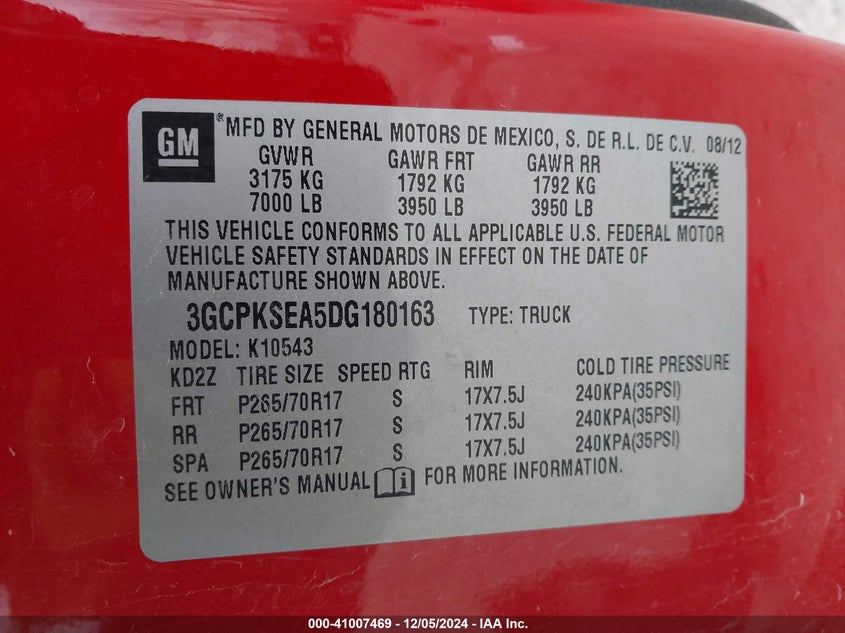 GM
® MFD BY GENERAL MOTORS DE MEXICO, S. DE R.L. DE C.V. 08/12
GVWR GAWR FRT GAWR RR
3175 KG 1792 KG 1792 KG
7000 LB 3950 LB 3950 LB
THIS VEHICLE CONFORMS TO ALL APPLICABLE U.S. FEDERAL MOTOR
VEHICLE SAFETY STANDARDS IN EFFECT ON THE DATE OF
MANUFACTURE SHOWN ABOVE.
3GCPKSEA5DG180163 TYPE: TRUCK
MODEL: K10543
KD2Z TIRE SIZE SPEED RTG RIM COLD TIRE PRESSURE
FRT P265/70R17 S 17X7.5J 240KPA(35PSI)
RR P265/70R17 S 17X7.5J 240KPA(35PSI)
SPA P265/70R17 S 17X7.5J 240KPA(35PSI)
SEE OWNER'S MANUAL FOR MORE INFORMATION.
000-41007469 - 12/05/2024 - IAA Inc.